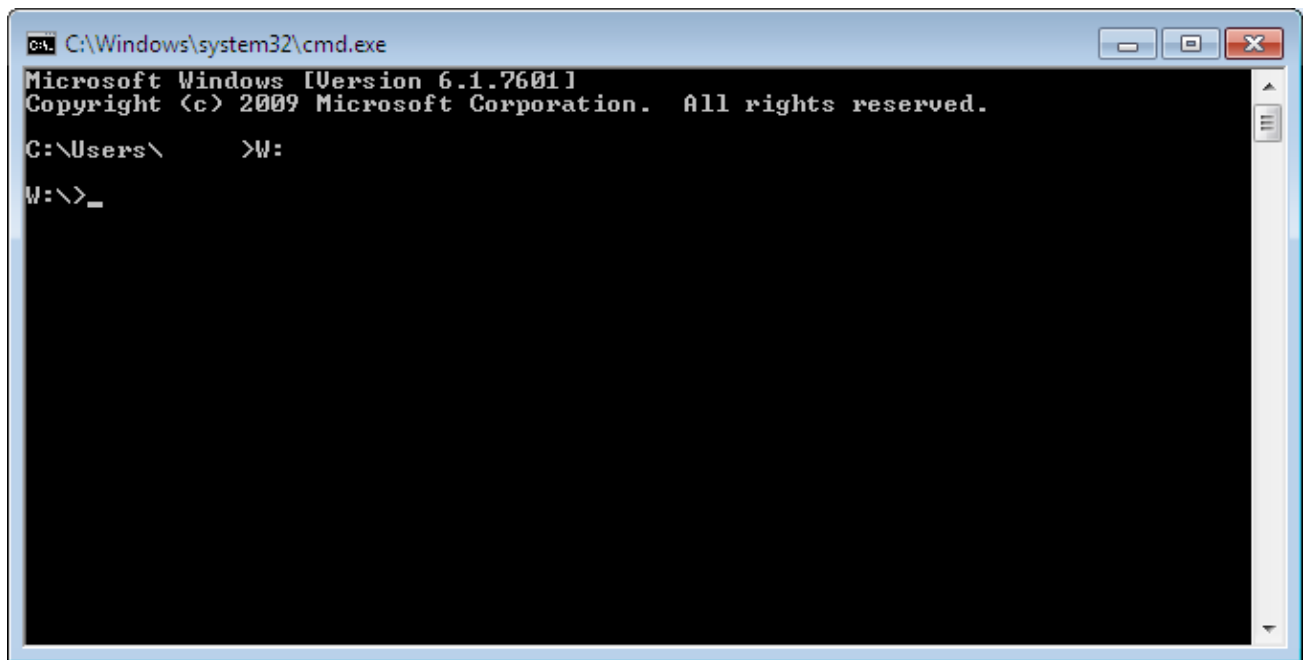 C:\Windows\system32\cmd.exe
Microsoft Windows [Version 6.1.7601]
Copyright (c) 2009 Microsoft Corporation.  All rights reserved.
C:\Users\      >W:
W:\>_